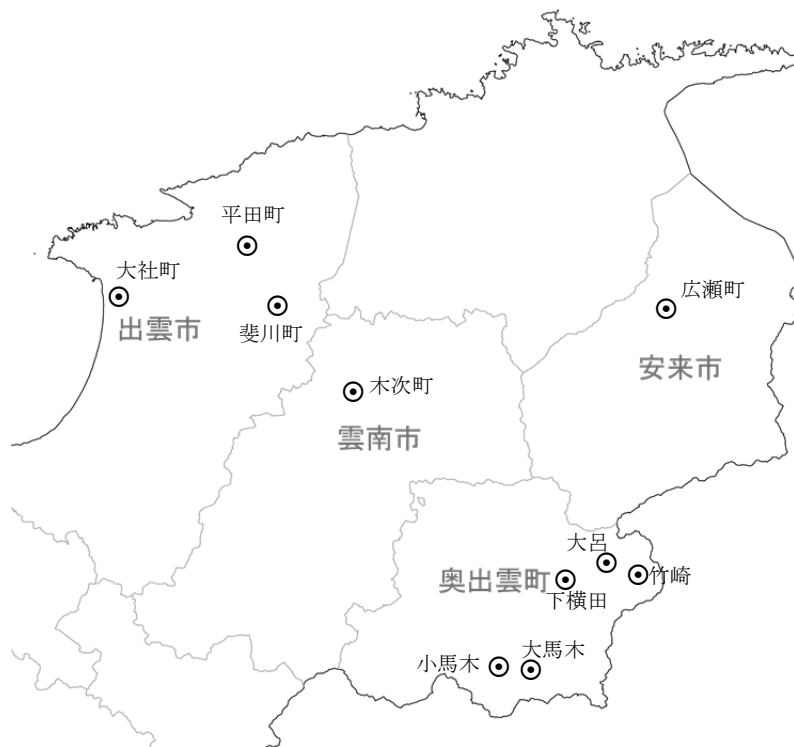 平田町
大社町
広瀬町
斐川町
出雲市
安来市
木次町
雲南市
大呂
奥出雲町
竹崎
下横田
大馬木
小馬木